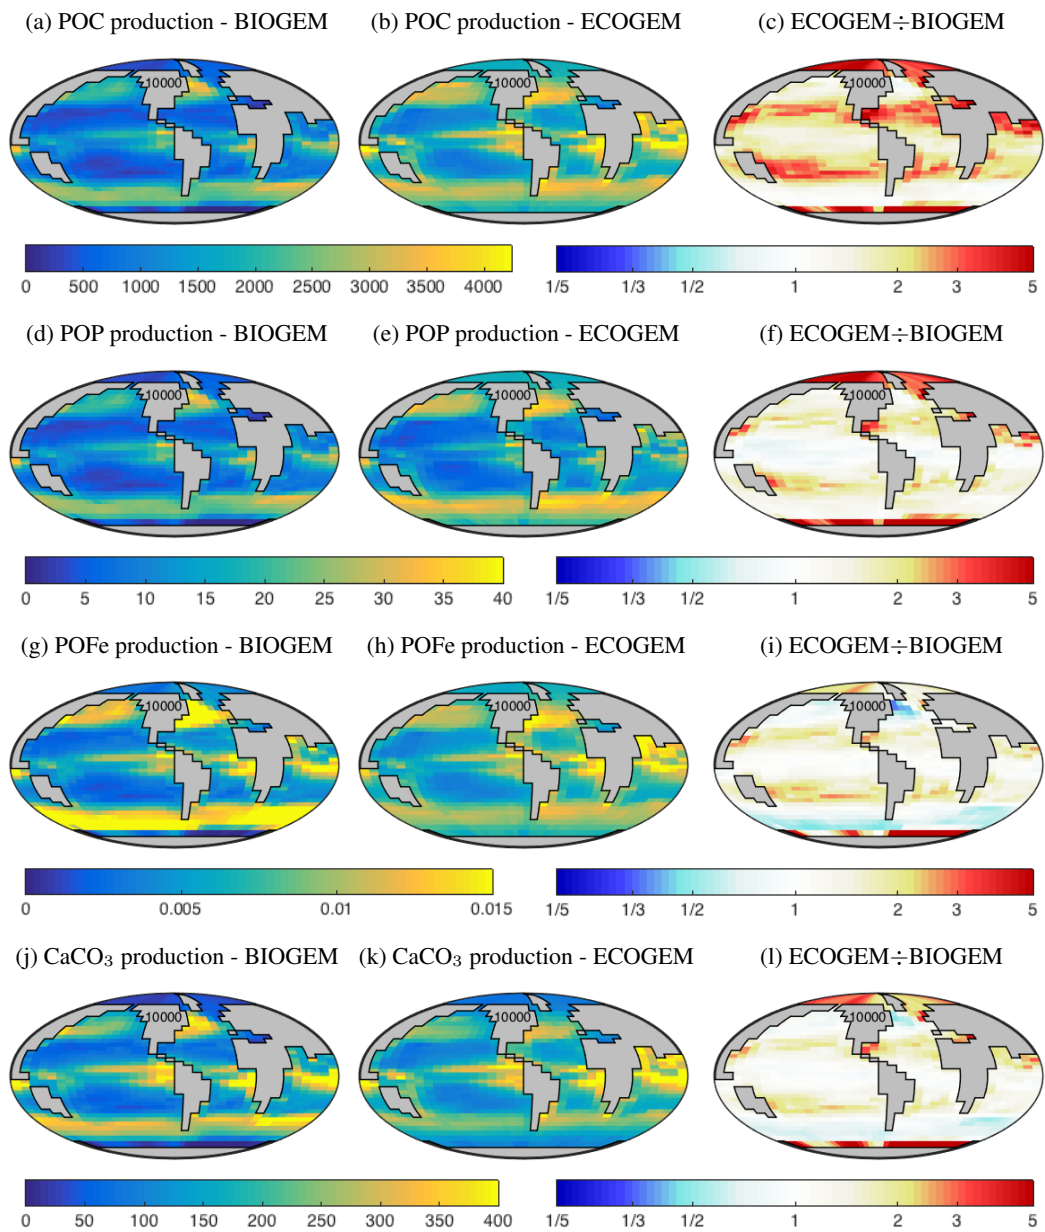 (a) POC production - BIOGEM (b) POC production - ECOGEM (c) ECOGEM÷BIOGEM
10000 10000 10000
0 500 1000 1500 2000 2500 3000 3500 4000 1/5 1/3 1/2 1 2 3 5
(d) POP production - BIOGEM (e) POP production - ECOGEM (f) ECOGEM÷BIOGEM
10000 10000 10000
0 5 10 15 20 25 30 35 40 1/5 1/3 1/2 1 2 3 5
(g) POFe production - BIOGEM (h) POFe production - ECOGEM (i) ECOGEM÷BIOGEM
10000 10000 10000
0 0.005 0.01 0.015 1/5 1/3 1/2 1 2 3 5
(j) CaCO₃ production - BIOGEM (k) CaCO₃ production - ECOGEM (l) ECOGEM÷BIOGEM
10000 10000 10000
0 50 100 150 200 250 300 350 400 1/5 1/3 1/2 1 2 3 5